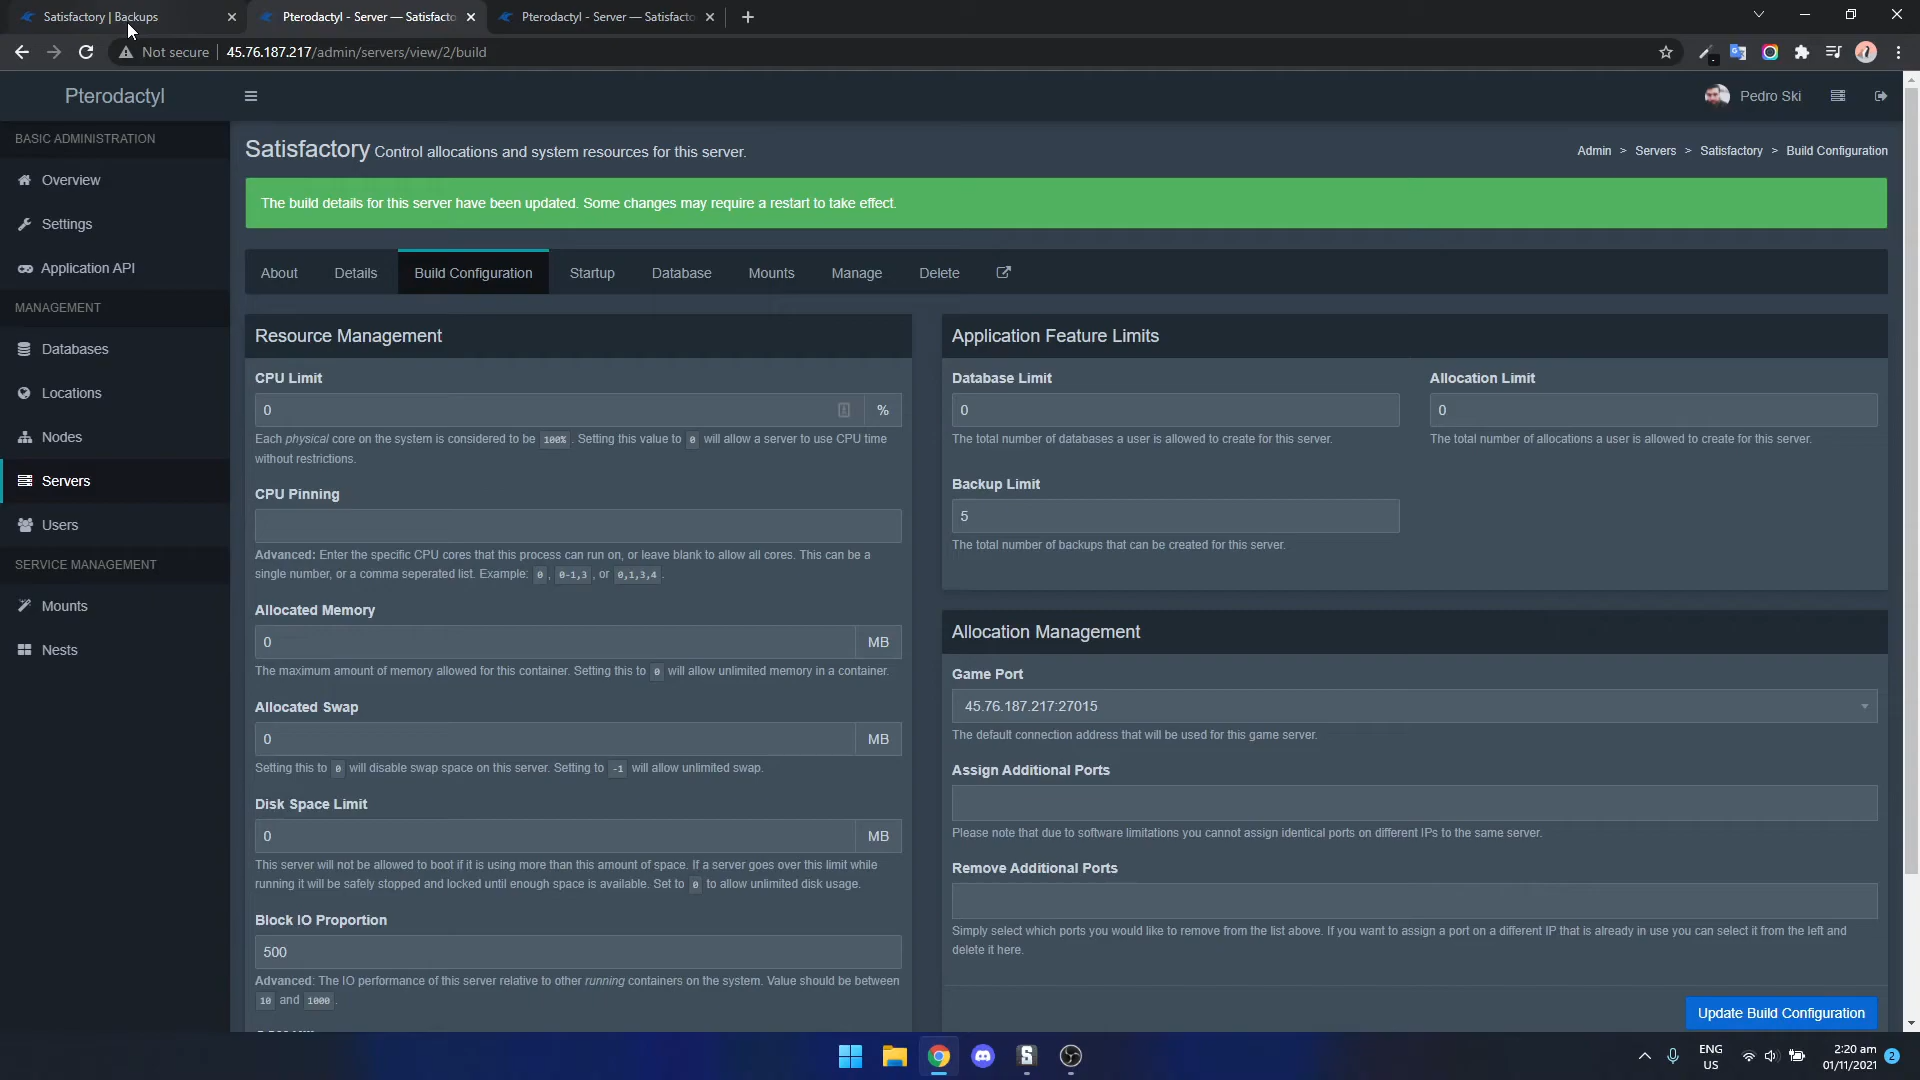 Satisfactory | Backups
Pterodactyl - Server — Satisfacto
Pterodactyl - Server — Satisfacto
Not secure
45.76.187.217/admin/servers/view/2/build
Pterodactyl
Pedro Ski
BASIC ADMINISTRATION
Overview
Settings
Application API
MANAGEMENT
Databases
Locations
Nodes
Servers
Users
SERVICE MANAGEMENT
Mounts
Nests
Satisfactory Control allocations and system resources for this server.
Admin > Servers > Satisfactory > Build Configuration
The build details for this server have been updated. Some changes may require a restart to take effect.
About Details Build Configuration Startup Database Mounts Manage Delete
Resource Management
CPU Limit
0 %
Each physical core on the system is considered to be 100% . Setting this value to 0 will allow a server to use CPU time
without restrictions.
CPU Pinning
Advanced: Enter the specific CPU cores that this process can run on, or leave blank to allow all cores. This can be a
single number, or a comma seperated list. Example: 0 , 0-1,3 , or 0,1,3,4 .
Allocated Memory
0 MB
The maximum amount of memory allowed for this container. Setting this to 0 will allow unlimited memory in a container.
Allocated Swap
0 MB
Setting this to 0 will disable swap space on this server. Setting to -1 will allow unlimited swap.
Disk Space Limit
0 MB
This server will not be allowed to boot if it is using more than this amount of space. If a server goes over this limit while
running it will be safely stopped and locked until enough space is available. Set to 0 to allow unlimited disk usage.
Block IO Proportion
500
Advanced: The IO performance of this server relative to other running containers on the system. Value should be between
10 and 1000 .
Application Feature Limits
Database Limit
0
The total number of databases a user is allowed to create for this server.
Allocation Limit
0
The total number of allocations a user is allowed to create for this server.
Backup Limit
5
The total number of backups that can be created for this server.
Allocation Management
Game Port
45.76.187.217:27015
The default connection address that will be used for this game server.
Assign Additional Ports
Please note that due to software limitations you cannot assign identical ports on different IPs to the same server.
Remove Additional Ports
Simply select which ports you would like to remove from the list above. If you want to assign a port on a different IP that is already in use you can select it from the left and
delete it here.
Update Build Configuration
ENG
US
2:20 am
01/11/2021
2